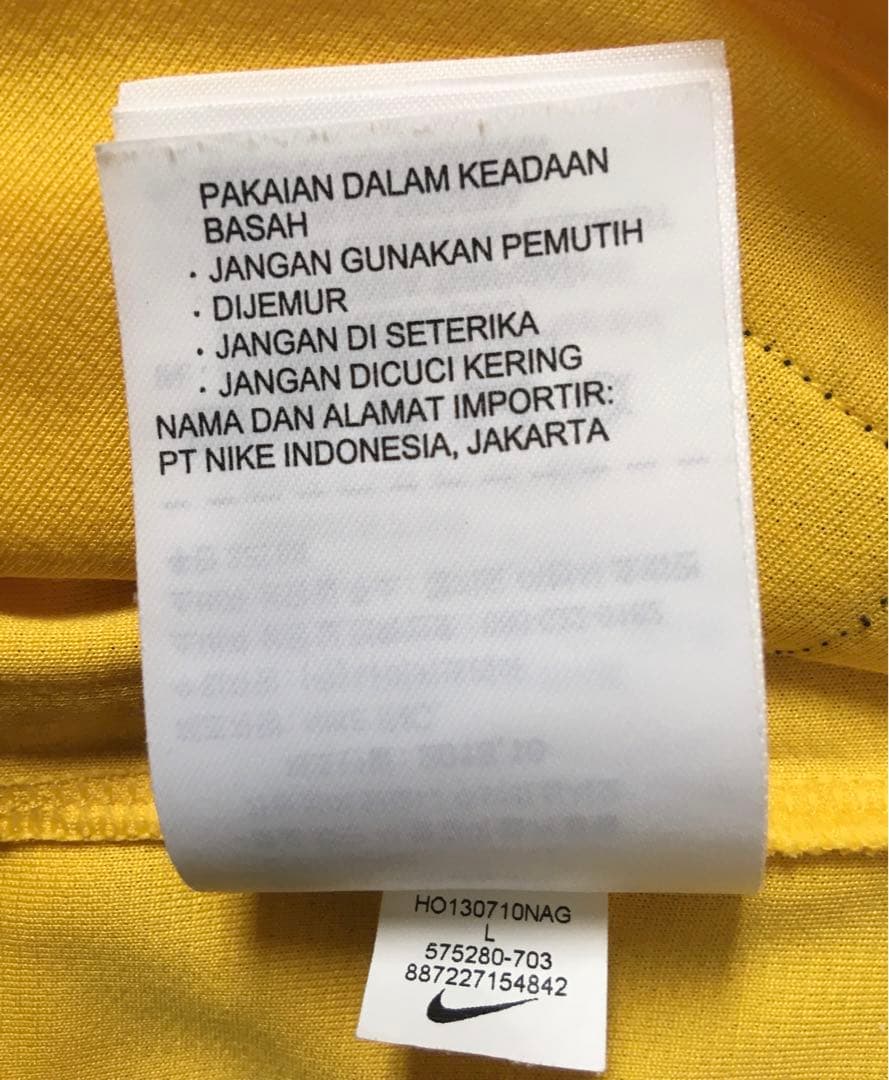 PAKAIAN DALAM KEADAAN
BASAH
· JANGAN GUNAKAN PEMUTIH
· DIJEMUR
· JANGAN DI SETERIKA
· JANGAN DICUCI KERING
NAMA DAN ALAMAT IMPORTIR:
PT NIKE INDONESIA, JAKARTA
HO130710NAG
L
575280-703
887227154842